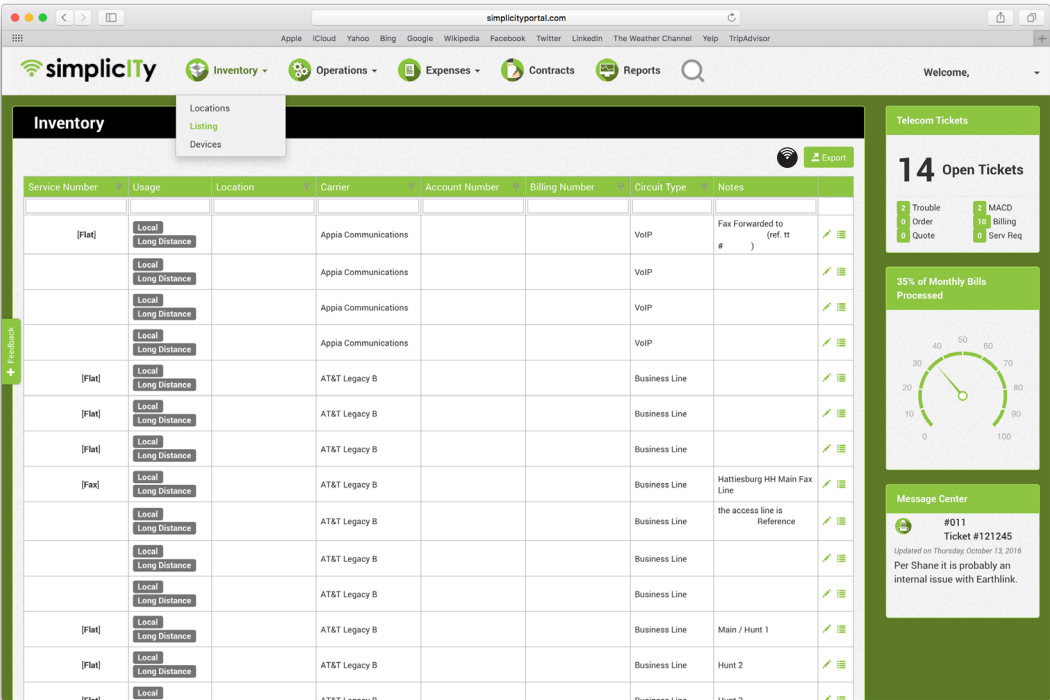 simplicityportal.com
Apple iCloud Yahoo Bing Google Wikipedia Facebook Twitter LinkedIn The Weather Channel Yelp TripAdvisor
simplicITy Inventory Operations Expenses Contracts Reports Welcome,
Locations
Listing
Devices
Inventory
Export
Service Number Usage Location Carrier Account Number Billing Number Circuit Type Notes
[Flat] Local Long Distance Appia Communications VoIP Fax Forwarded to (ref. tt # )
Local Long Distance Appia Communications VoIP
Local Long Distance Appia Communications VoIP
Local Long Distance Appia Communications VoIP
[Flat] Local Long Distance AT&T Legacy B Business Line
[Flat] Local Long Distance AT&T Legacy B Business Line
[Flat] Local Long Distance AT&T Legacy B Business Line
[Fax] Local Long Distance AT&T Legacy B Business Line Hattiesburg HH Main Fax Line
Local Long Distance AT&T Legacy B Business Line the access line is Reference
Local Long Distance AT&T Legacy B Business Line
Local Long Distance AT&T Legacy B Business Line
[Flat] Local Long Distance AT&T Legacy B Business Line Main / Hunt 1
[Flat] Local Long Distance AT&T Legacy B Business Line Hunt 2
Local
+ Feedback
Telecom Tickets
14 Open Tickets
2 Trouble 2 MACD
0 Order 10 Billing
0 Quote 0 Serv Req
35% of Monthly Bills
Processed
0 10 20 30 40 50 60 70 80 90 100
Message Center
#011
Ticket #121245
Updated on Thursday, October 13, 2016
Per Shane it is probably an
internal issue with Earthlink.